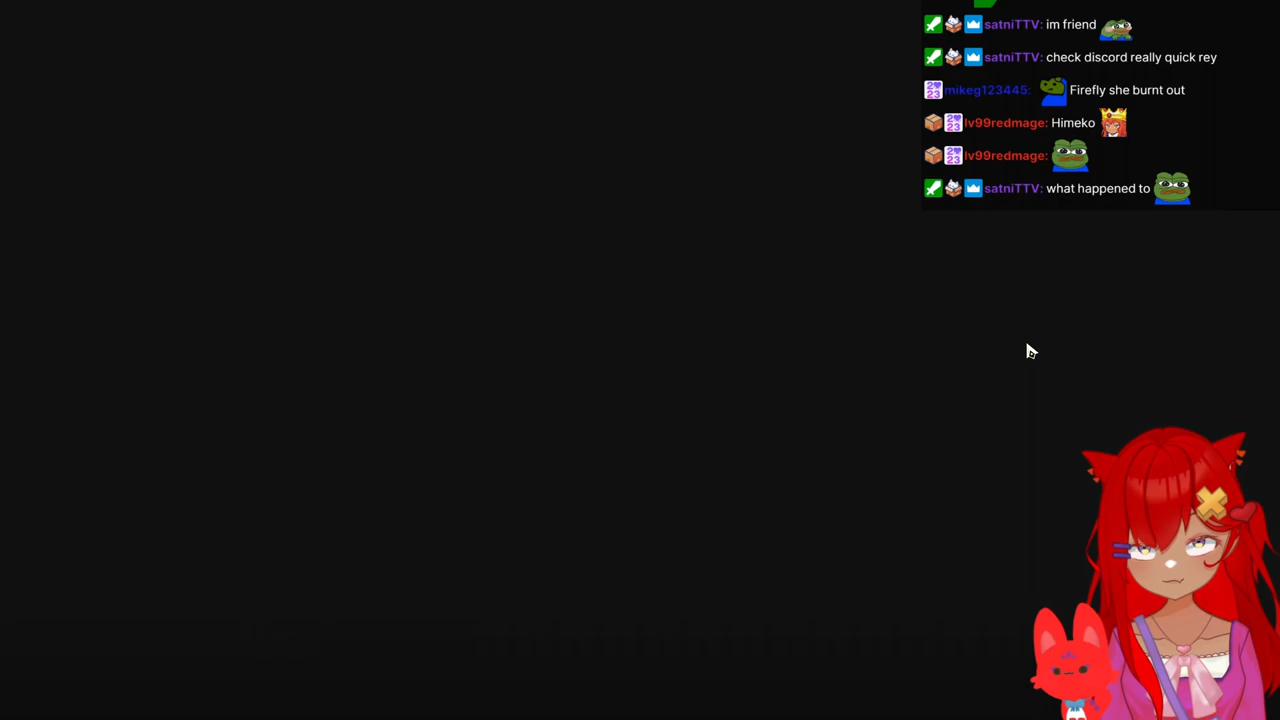 satniTTV: im friend
satniTTV: check discord really quick rey
mikeg123445: Firefly she burnt out
lv99redmage: Himeko
lv99redmage:
satniTTV: what happened to